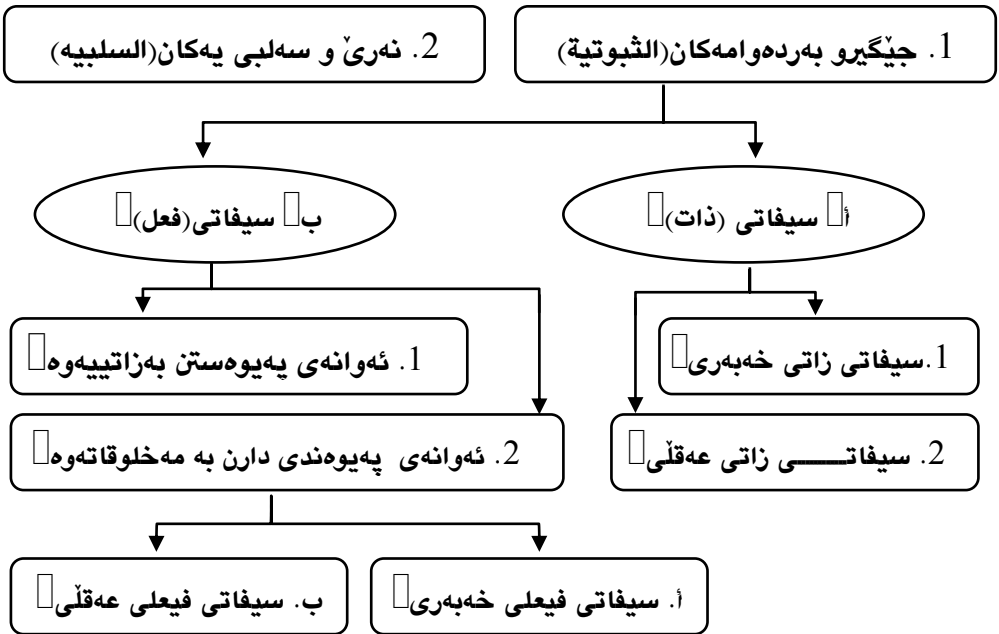 1. جێگیرو بەردەوامەکان(الثبوتیة)
2. نەرێ و سەلبی یەکان(السلبیە)
أ سیفاتی (ذات)
ب سیفاتی(فعل)
1.سیفاتی زاتی خەبەری
1. ئەوانەی پەیوەستن بەزاتییەوە
2. سیفاتـــــی زاتی عەقڵی
2. ئەوانەی پەیوەندی دارن بە مەخلوقاتەوە
أ. سیفاتی فیعلی خەبەری
ب. سیفاتی فیعلی عەقڵی